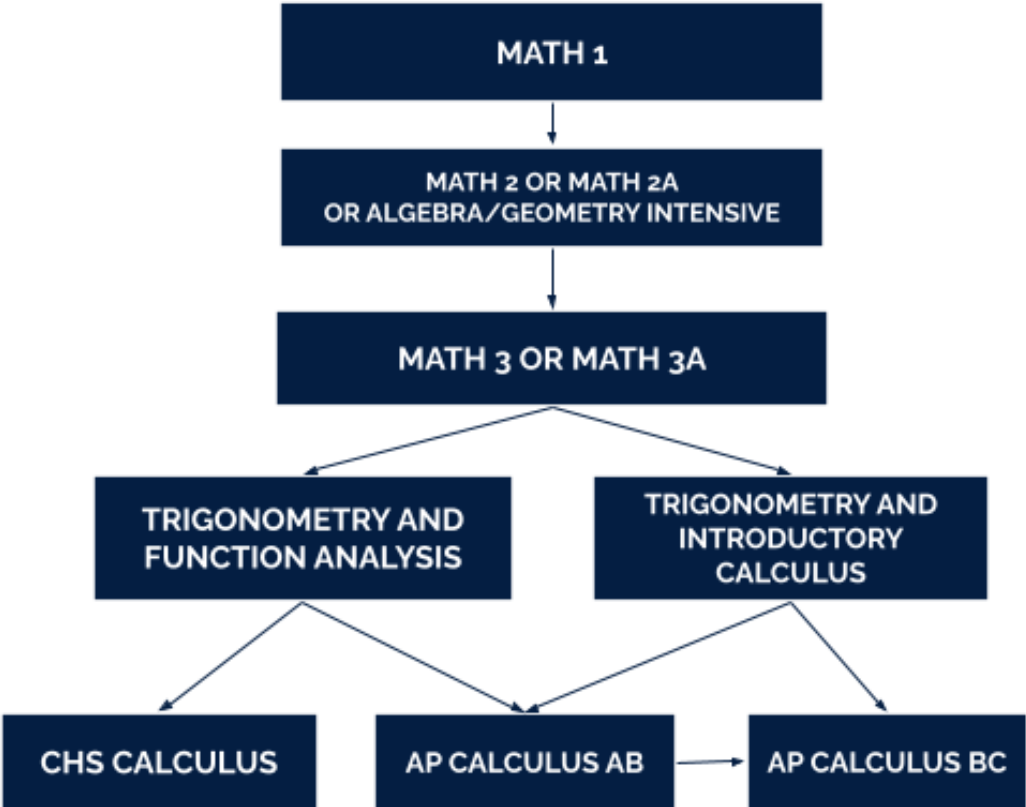 MATH 1
MATH 2 OR MATH 2A
OR ALGEBRA/GEOMETRY INTENSIVE
MATH 3 OR MATH 3A
TRIGONOMETRY AND
FUNCTION ANALYSIS
TRIGONOMETRY AND
INTRODUCTORY
CALCULUS
CHS CALCULUS
AP CALCULUS AB
AP CALCULUS BC